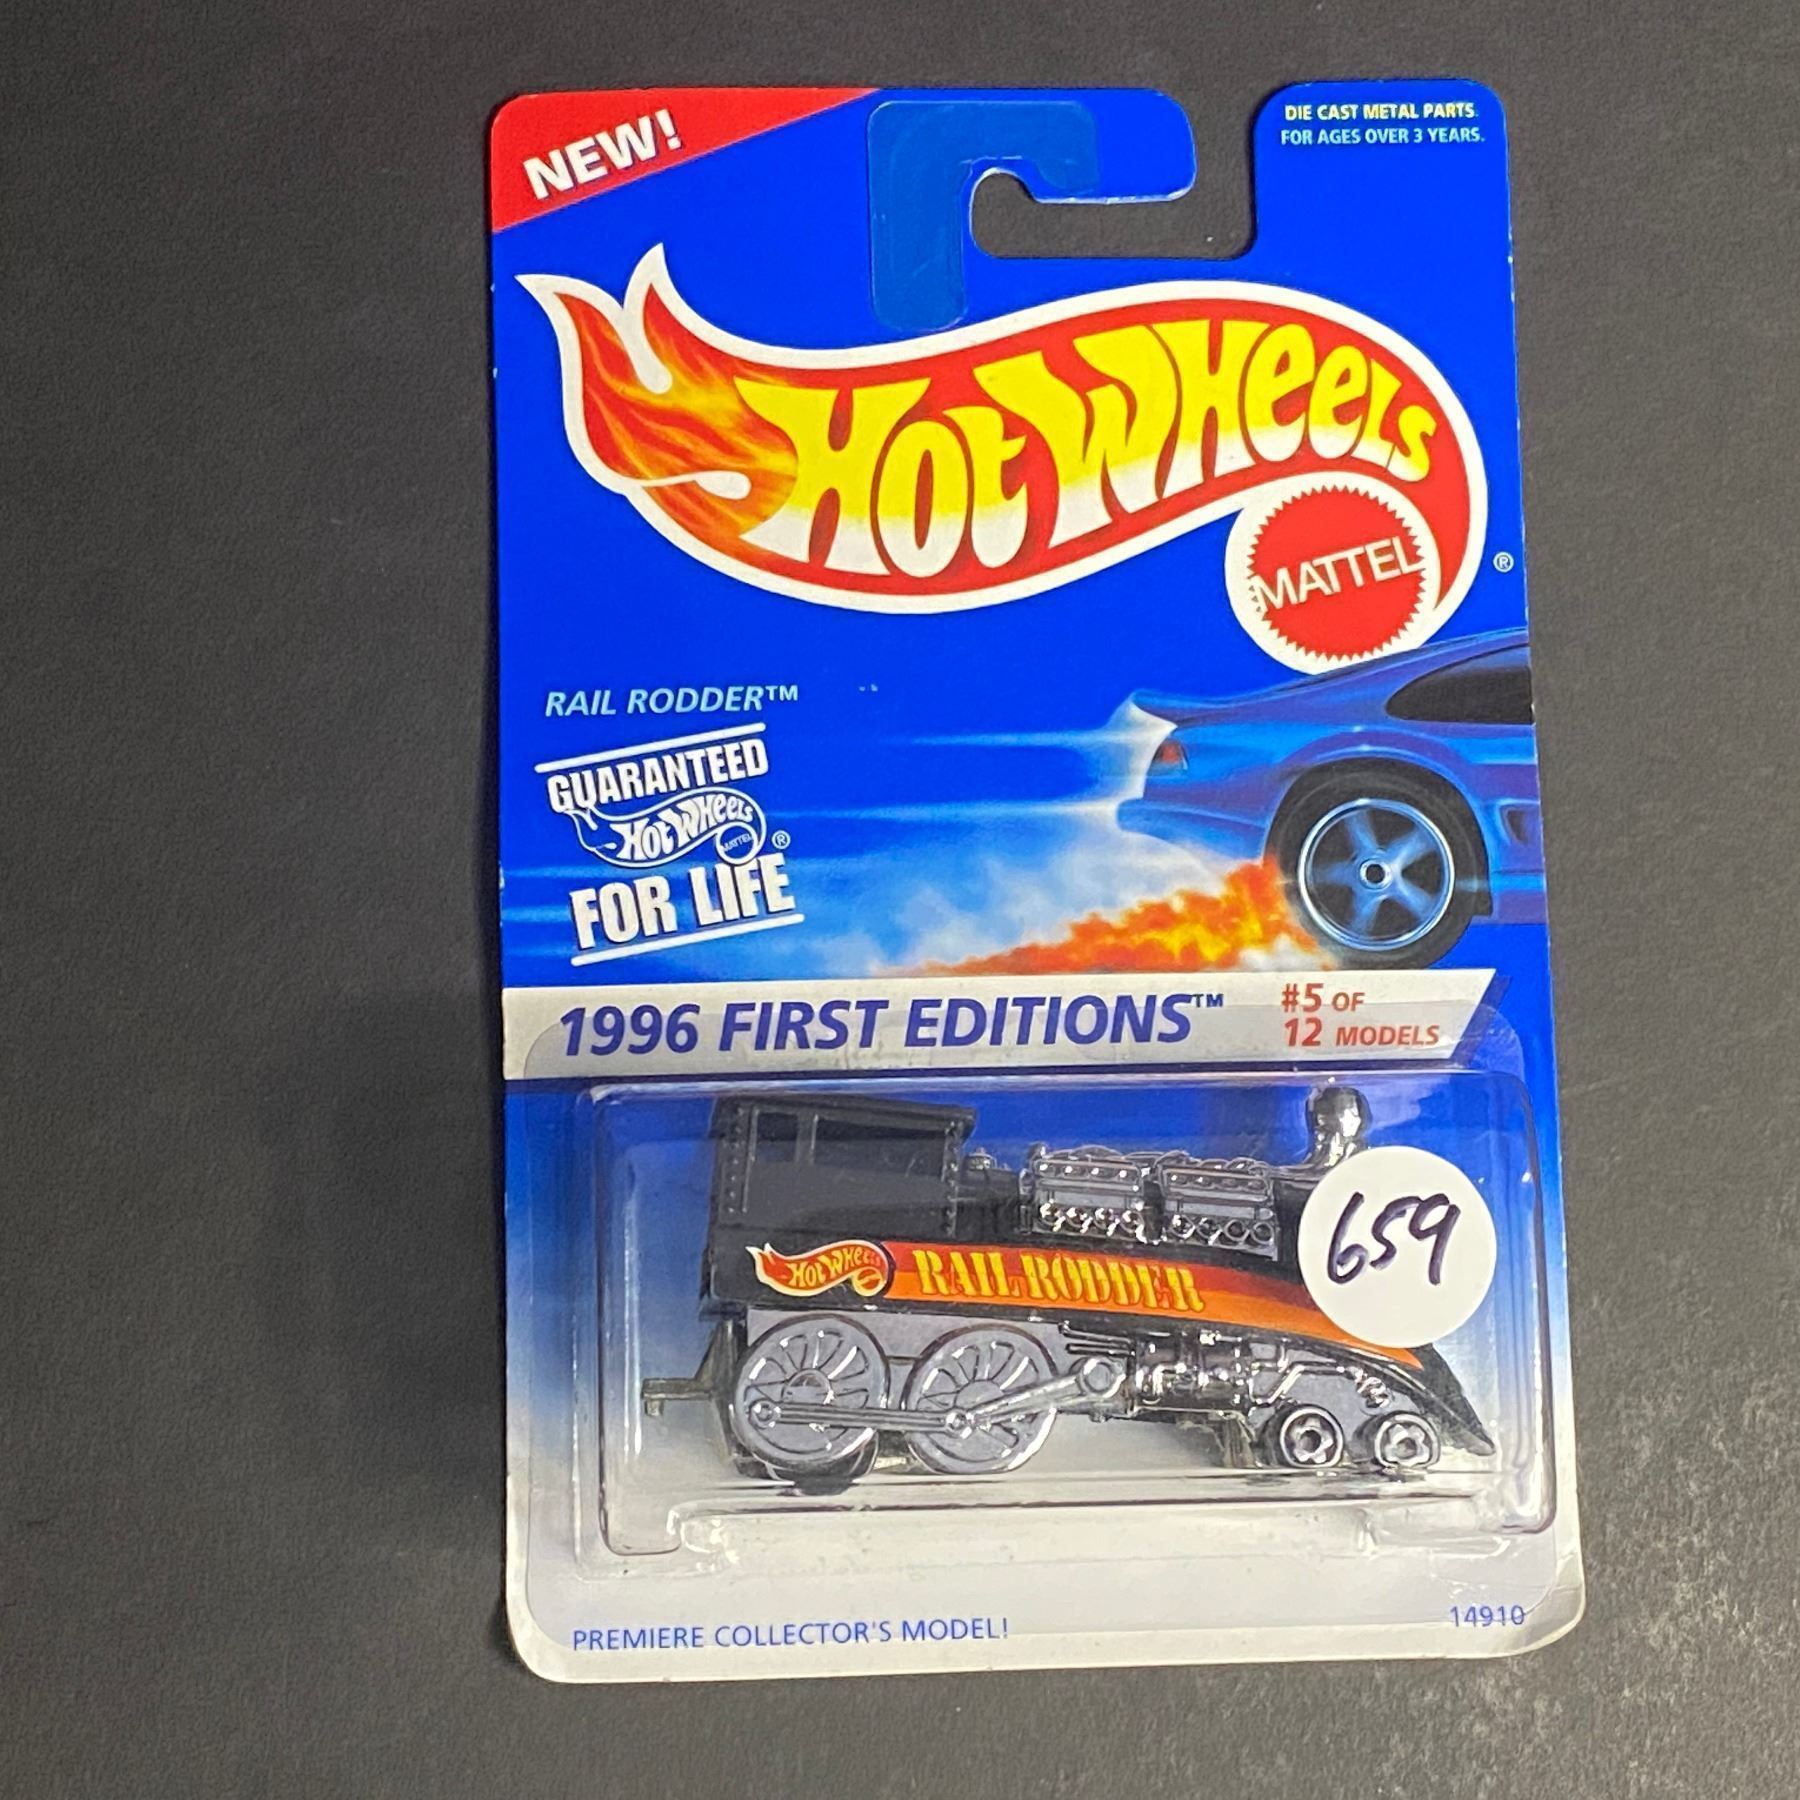 NEW!
DIE CAST METAL PARTS.
FOR AGES OVER 3 YEARS.
HOT WHEELS
MATTEL
®
RAIL RODDER™
GUARANTEED
HOT WHEELS
MATTEL
®
FOR LIFE
1996 FIRST EDITIONS™
#5 OF
12 MODELS
659
HOT WHEELS RAIL RODDER
PREMIERE COLLECTOR'S MODEL!
14910